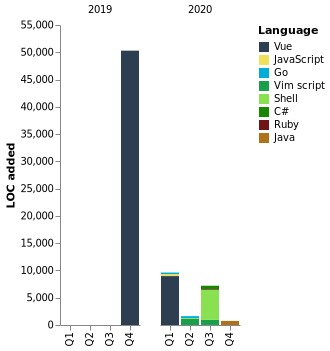 2019
2020
Language
Vue
JavaScript
Go
Vim script
Shell
C#
Ruby
Java
LOC added
55,000
50,000
45,000
40,000
35,000
30,000
25,000
20,000
15,000
10,000
5,000
0
Q1
Q2
Q3
Q4
Q1
Q2
Q3
Q4